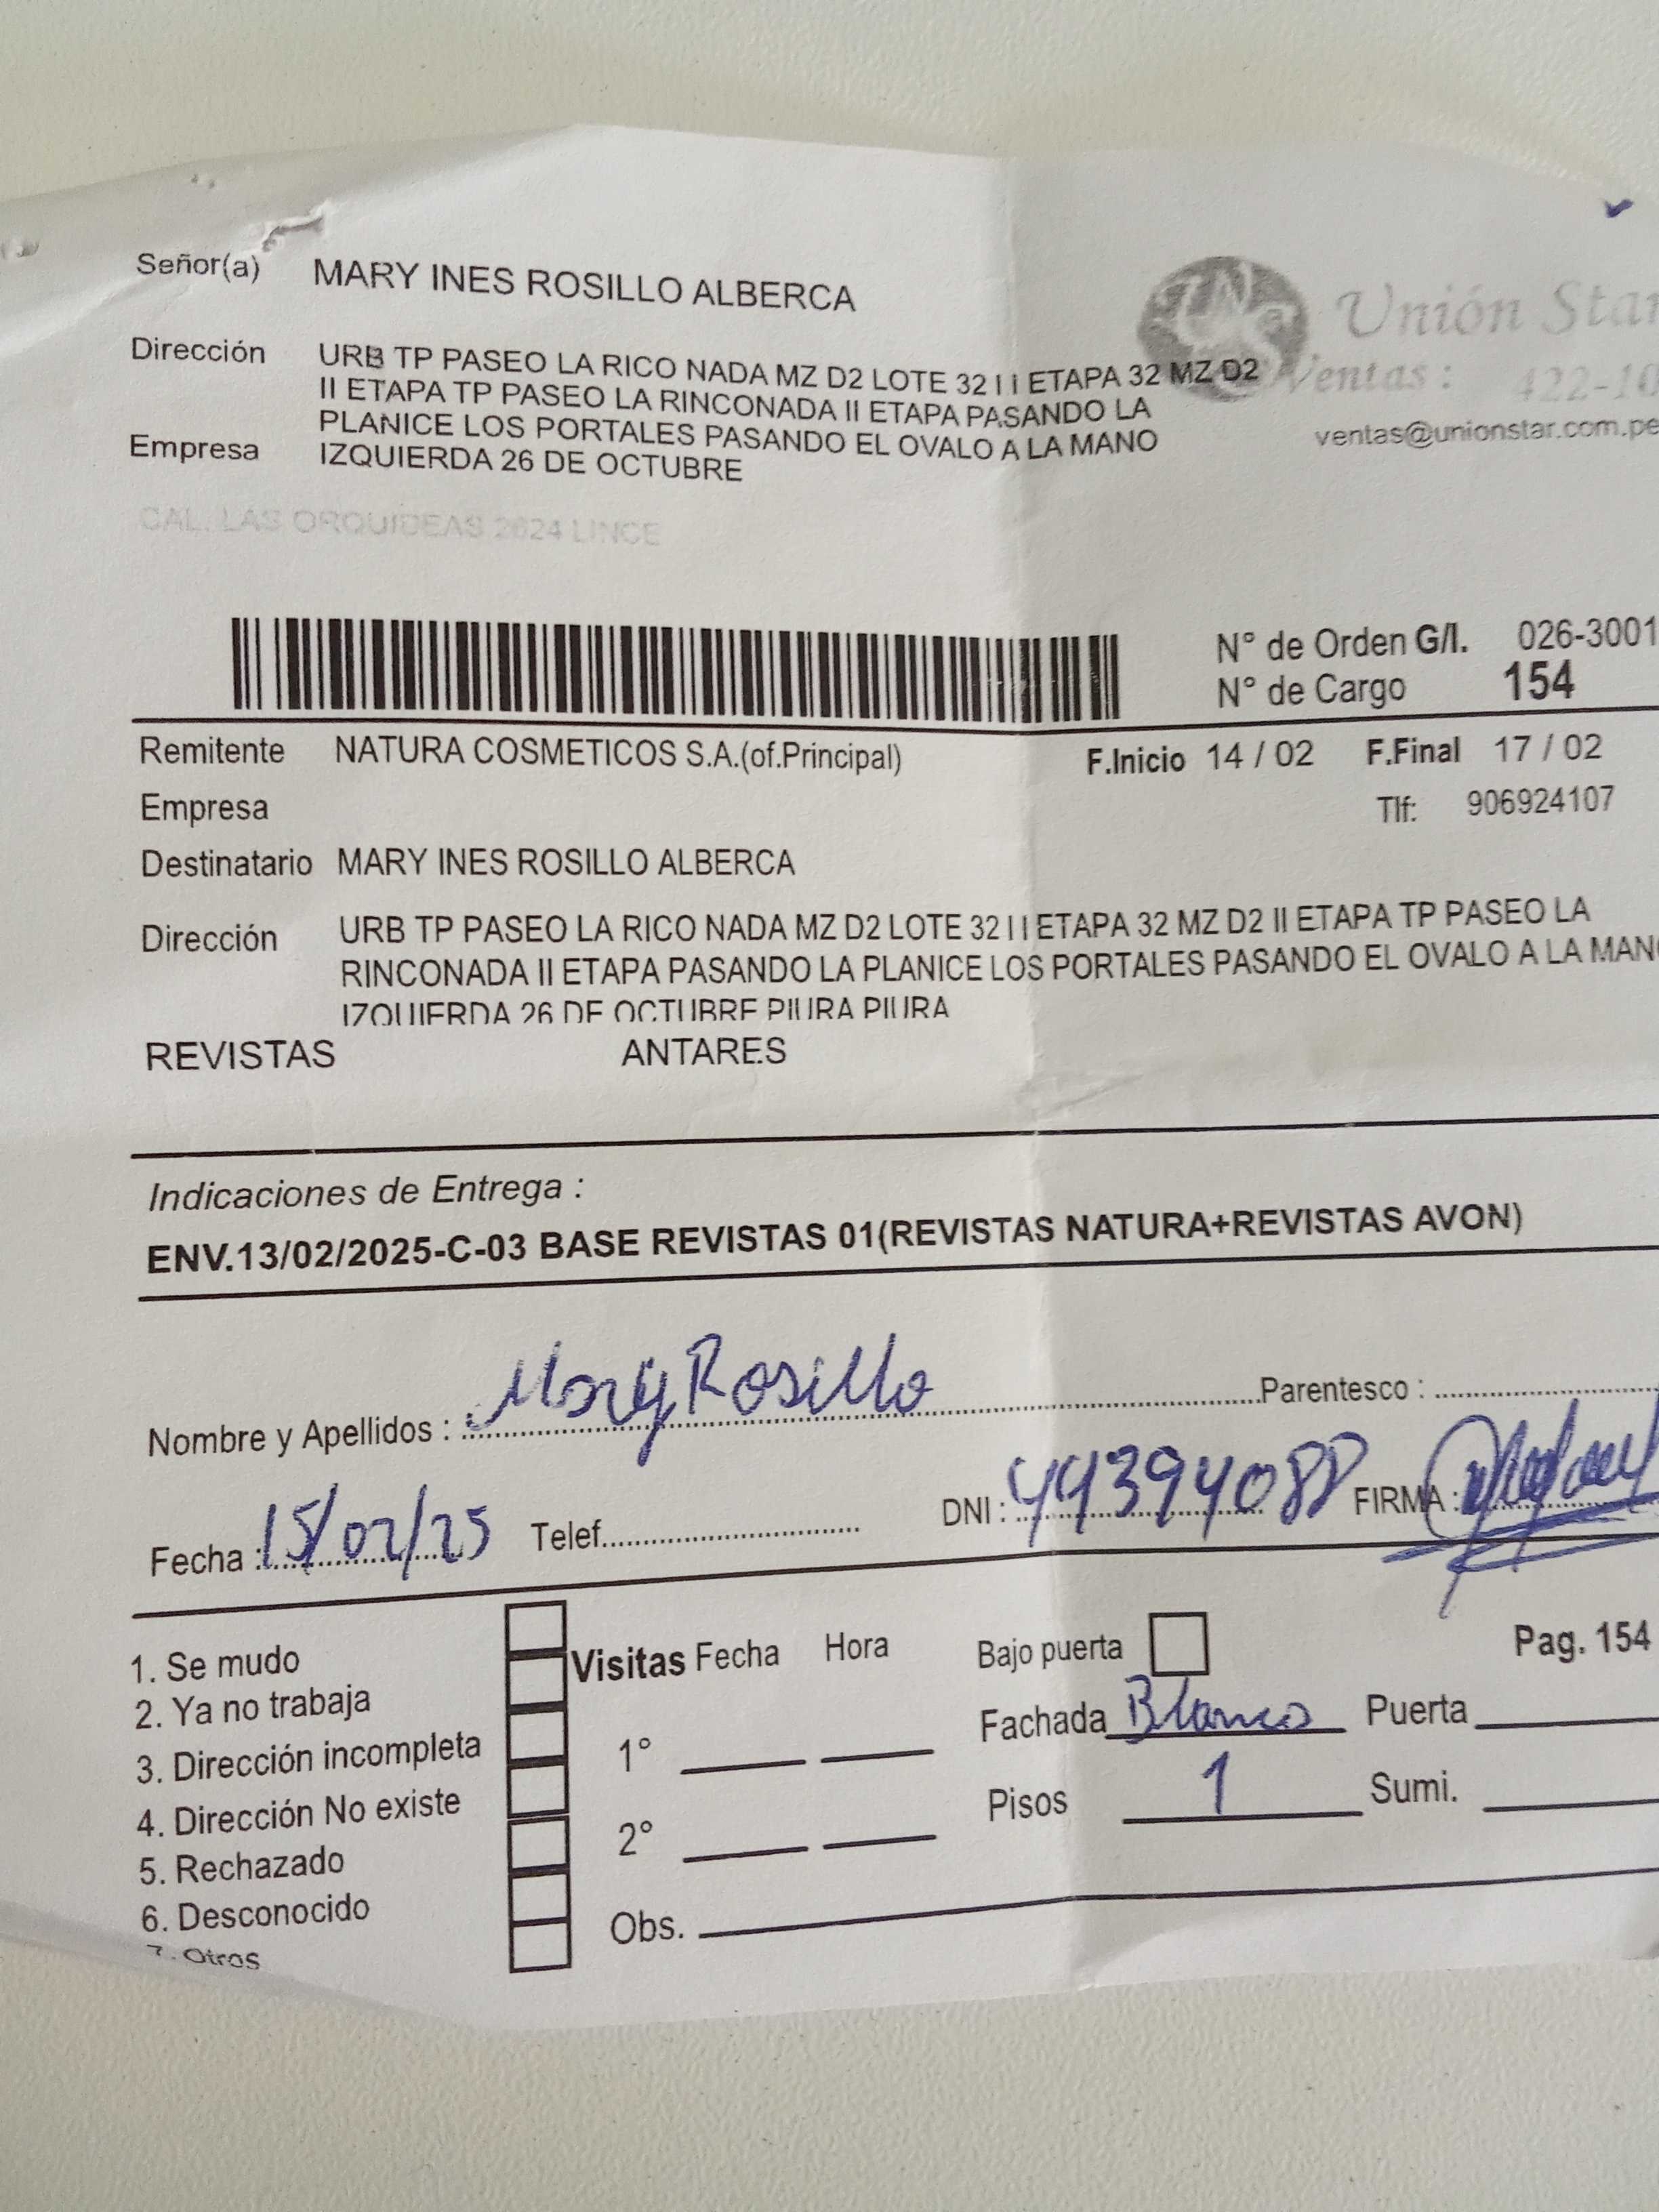 Señor(a) MARY INES ROSILLO ALBERCA
Unión Star
Dirección URB TP PASEO LA RICO NADA MZ D2 LOTE 32 I I ETAPA 32 MZ D2
II ETAPA TP PASEO LA RINCONADA II ETAPA PASANDO LA
Ventas : 422-10
PLANICE LOS PORTALES PASANDO EL OVALO A LA MANO
ventas@unionstar.com.pe
Empresa IZQUIERDA 26 DE OCTUBRE
CAL. LAS ORQUIDEAS 2624 LINCE
N° de Orden G/I. 026-3001
N° de Cargo 154
Remitente NATURA COSMETICOS S.A.(of.Principal) F.Inicio 14 / 02 F.Final 17 / 02
Empresa Tlf: 906924107
Destinatario MARY INES ROSILLO ALBERCA
Dirección URB TP PASEO LA RICO NADA MZ D2 LOTE 32 I I ETAPA 32 MZ D2 II ETAPA TP PASEO LA
RINCONADA II ETAPA PASANDO LA PLANICE LOS PORTALES PASANDO EL OVALO A LA MANO
IZQUIERDA 26 DE OCTUBRE PIURA PIURA
REVISTAS ANTARES
Indicaciones de Entrega :
ENV.13/02/2025-C-03 BASE REVISTAS 01(REVISTAS NATURA+REVISTAS AVON)
Nombre y Apellidos : Mary Rosillo Parentesco :
Fecha : 15/02/25 Telef. DNI : 44394088 FIRMA :
1. Se mudo
2. Ya no trabaja
3. Dirección incompleta
4. Dirección No existe
5. Rechazado
6. Desconocido
7. Otros
Visitas Fecha Hora
1°
2°
Obs.
Bajo puerta Pag. 154
Fachada Blanco Puerta
Pisos 1 Sumi.